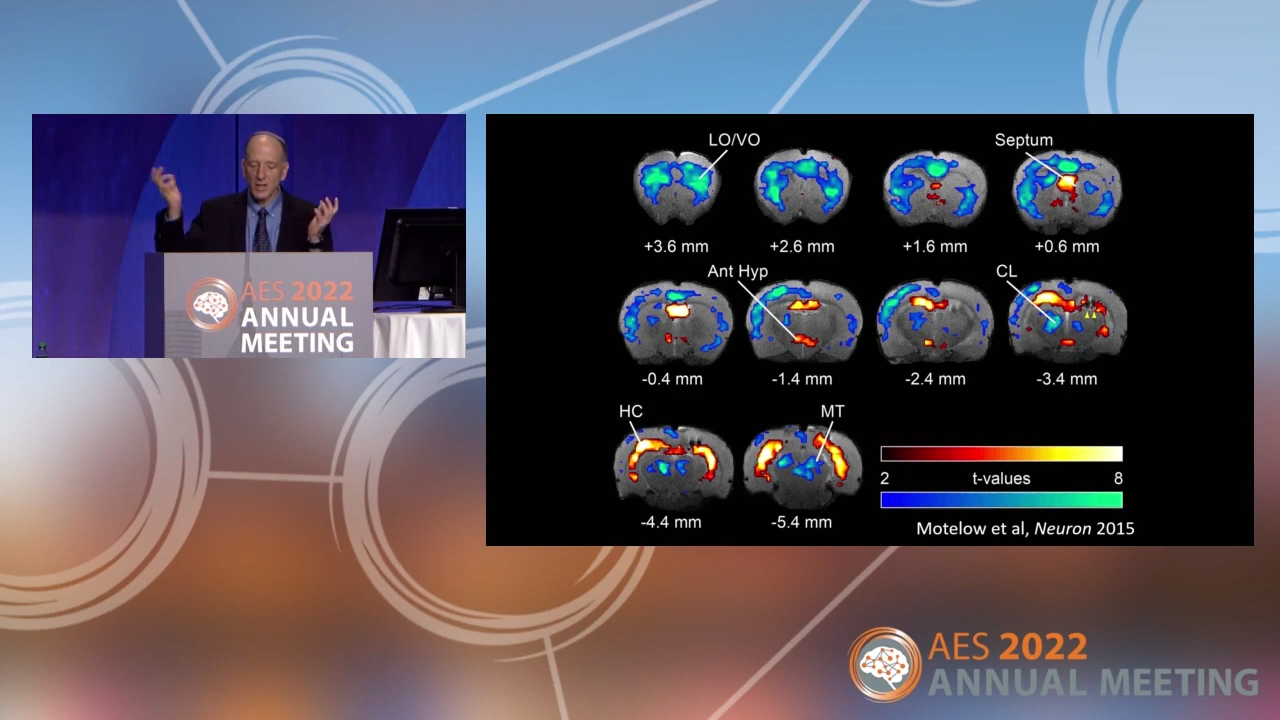 AES 2022
ANNUAL
MEETING
LO/VO
Septum
+3.6 mm
+2.6 mm
+1.6 mm
+0.6 mm
Ant Hyp
CL
-0.4 mm
-1.4 mm
-2.4 mm
-3.4 mm
HC
MT
2
t-values
8
-4.4 mm
-5.4 mm
Motelow et al, Neuron 2015
AES 2022
ANNUAL MEETING